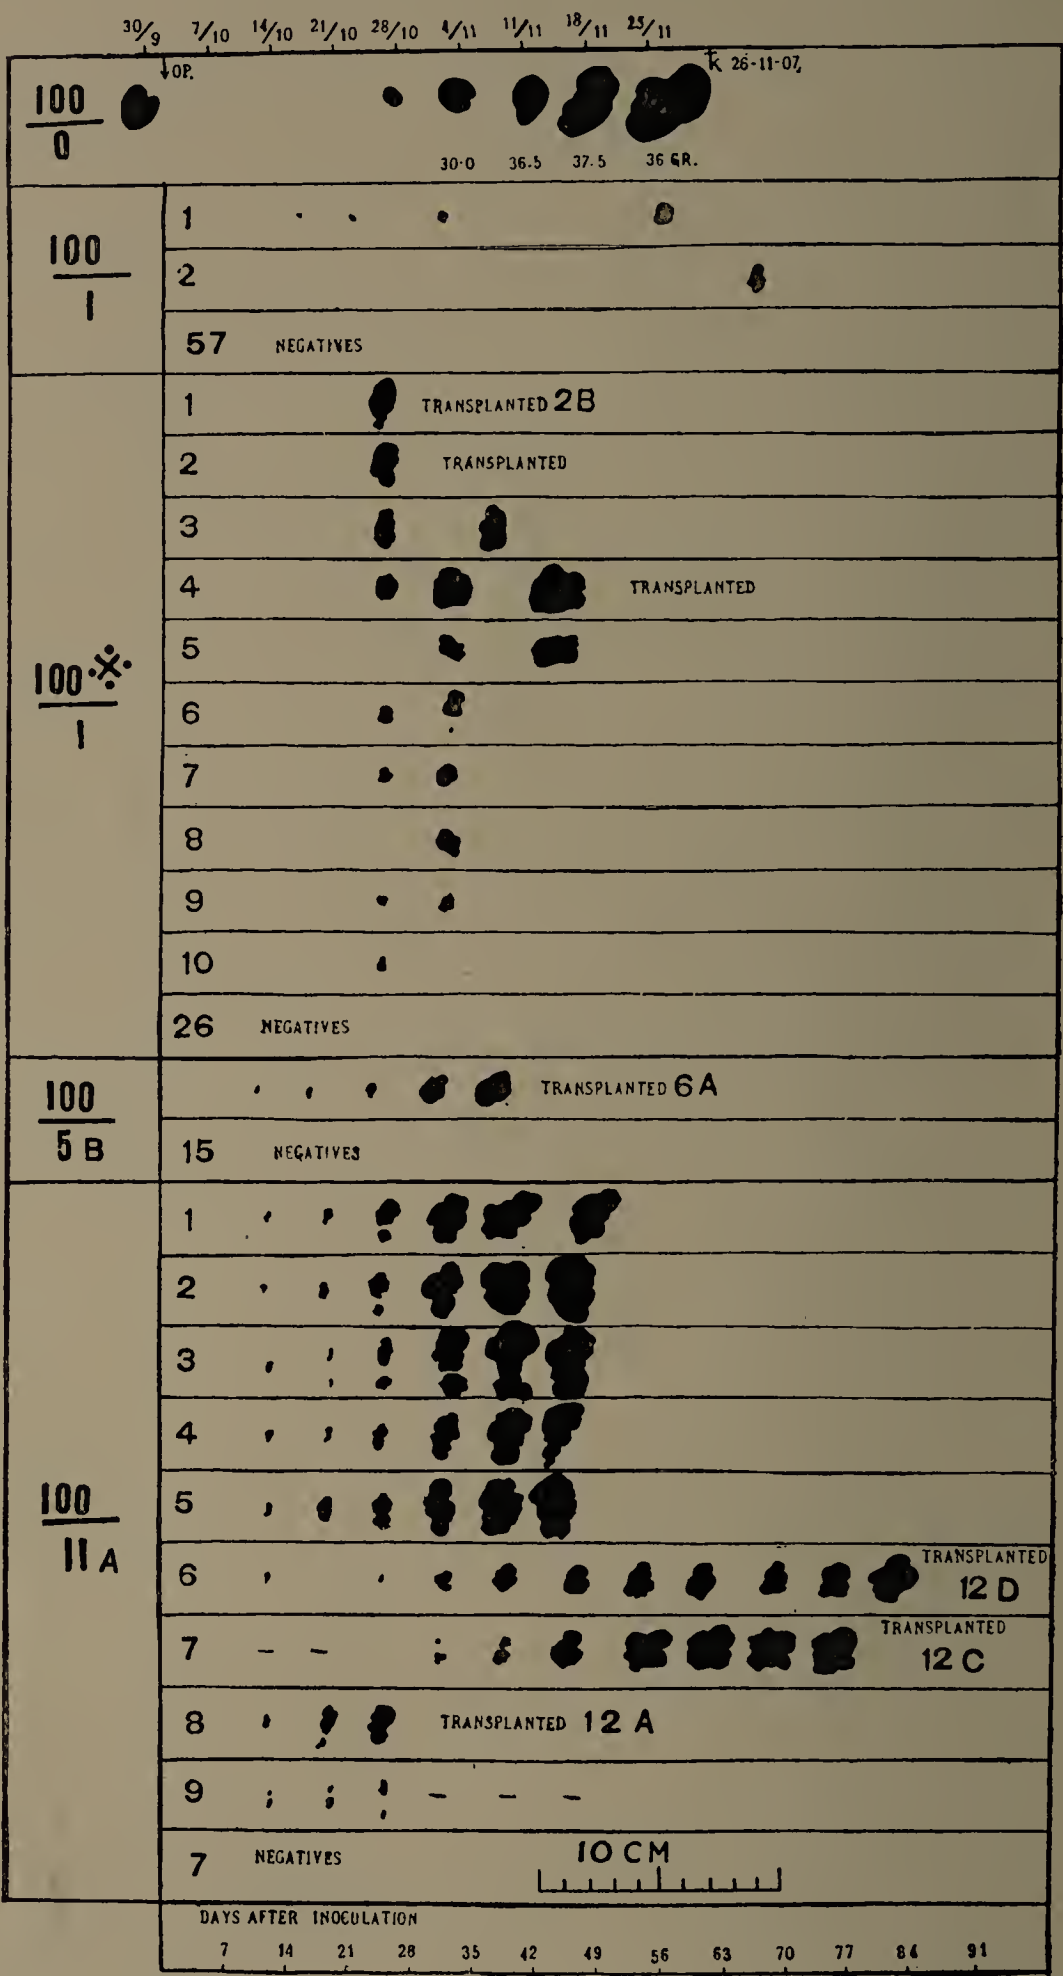 30/9 7/10 14/10 21/10 28/10 4/11 11/11 18/11 25/11
OP.
k 26-11-07
100/0
30·0 36·5 37·5 36 GR.
100/I
1
2
57 NEGATIVES
100※/I
1 TRANSPLANTED 2B
2 TRANSPLANTED
3
4 TRANSPLANTED
5
6
7
8
9
10
26 NEGATIVES
100/5B
TRANSPLANTED 6A
15 NEGATIVES
100/IIA
1
2
3
4
5
6 TRANSPLANTED
12 D
7 TRANSPLANTED
12 C
8 TRANSPLANTED 12 A
9
7 NEGATIVES
10 CM
DAYS AFTER INOCULATION
7 14 21 28 35 42 49 56 63 70 77 84 91